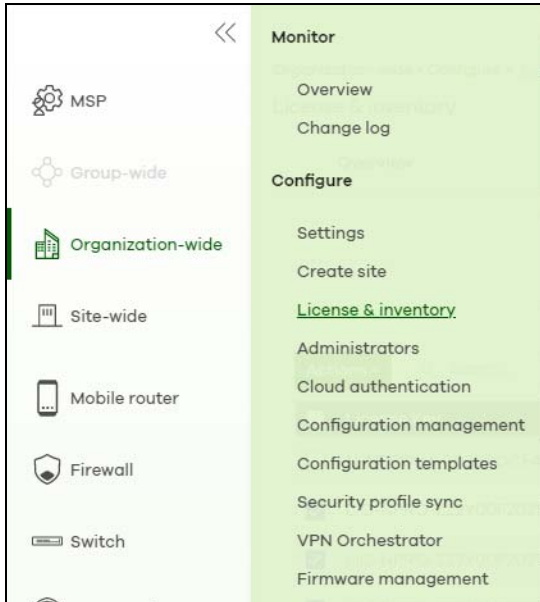 MSP
Group-wide
Organization-wide
Site-wide
Mobile router
Firewall
Switch
Monitor
Overview
Change log
Configure
Settings
Create site
License & inventory
Administrators
Cloud authentication
Configuration management
Configuration templates
Security profile sync
VPN Orchestrator
Firmware management